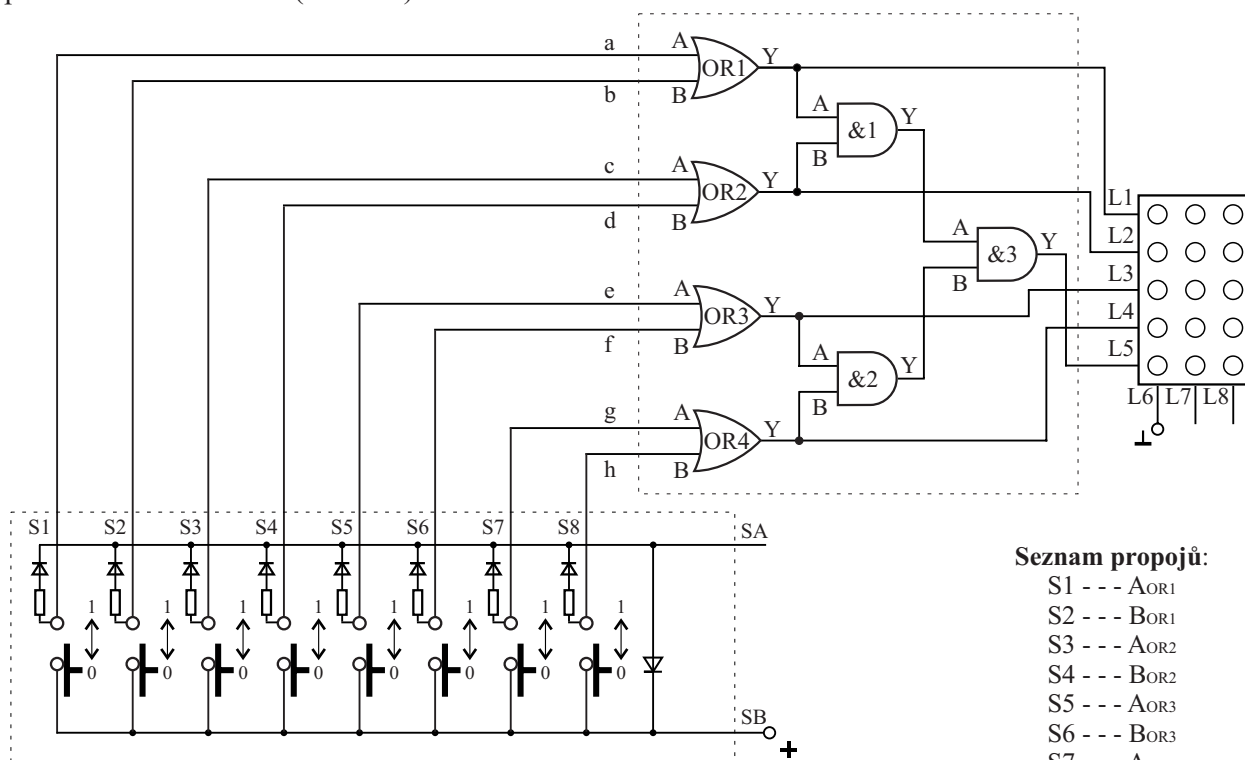 a
A
OR1
Y
b
B
A
&1
Y
B
c
A
OR2
Y
d
B
L1
L2
A
&3
Y
B
L3
e
A
OR3
Y
L4
f
B
A
&2
Y
L5
B
L6 L7 L8
g
A
OR4
Y
h
B
S1 S2 S3 S4 S5 S6 S7 S8 SA
1 1 1 1 1 1 1 1
0 0 0 0 0 0 0 0
SB
+
Seznam propojů:
S1 - - - AOR1
S2 - - - BOR1
S3 - - - AOR2
S4 - - - BOR2
S5 - - - AOR3
S6 - - - BOR3